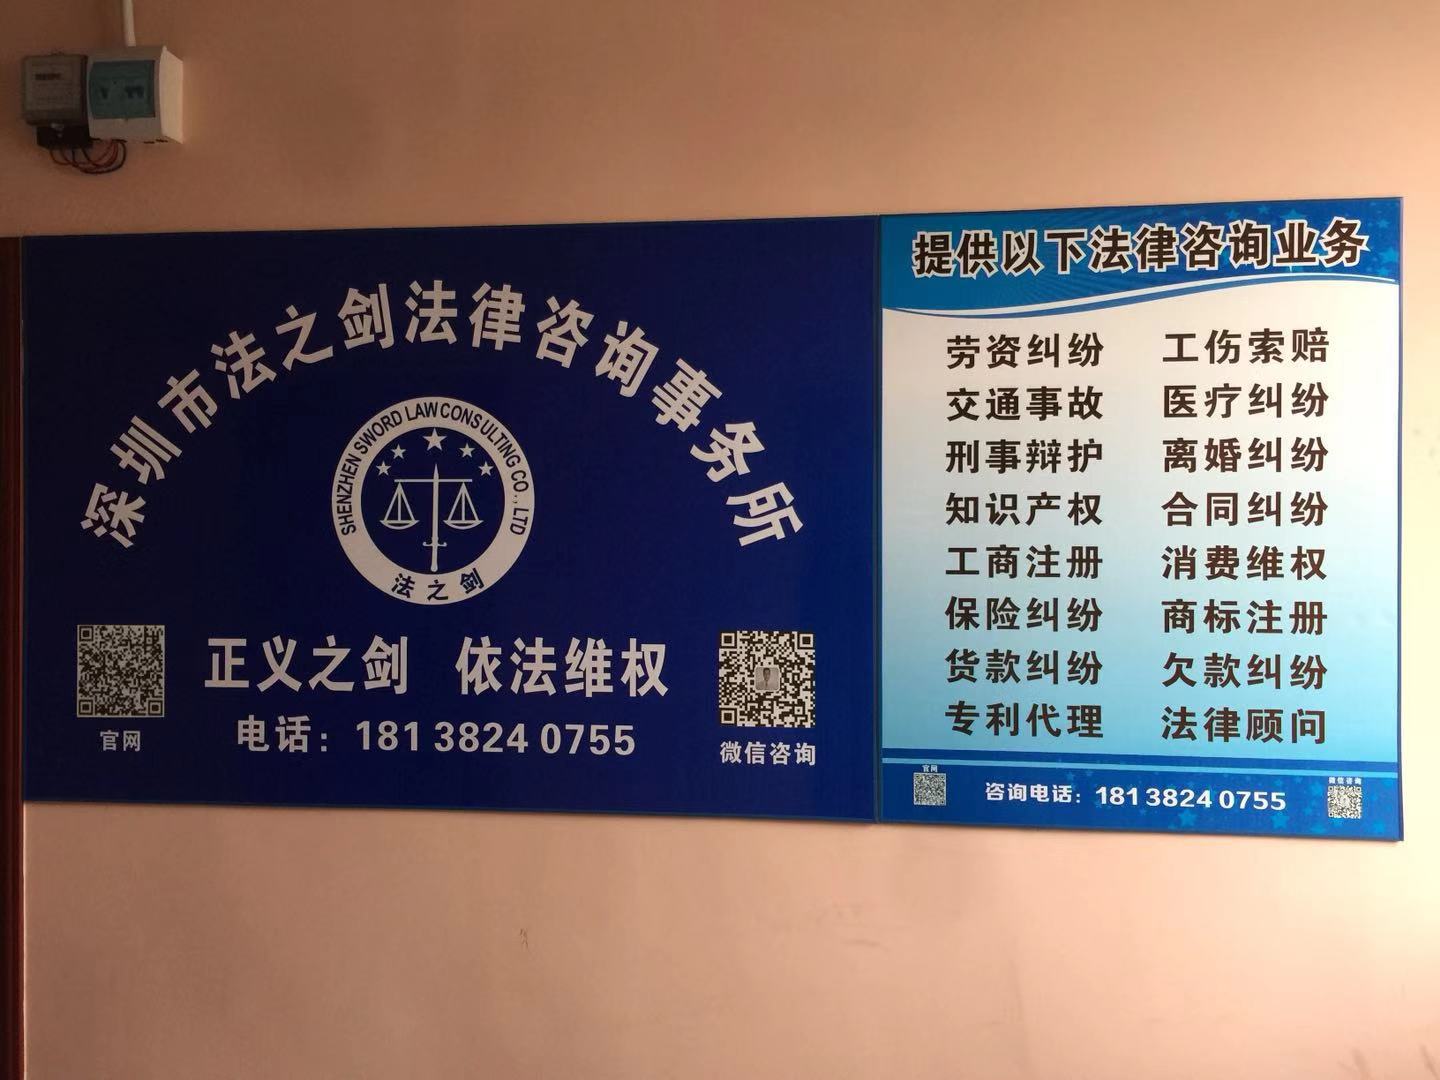 深圳市法之剑法律咨询事务所
SHENZHEN SWORD LAW CONSULTING CO., LTD
法之剑
正义之剑 依法维权
电话：181 3824 0755
官网
微信咨询
提供以下法律咨询业务
劳资纠纷 工伤索赔
交通事故 医疗纠纷
刑事辩护 离婚纠纷
知识产权 合同纠纷
工商注册 消费维权
保险纠纷 商标注册
货款纠纷 欠款纠纷
专利代理 法律顾问
官网
咨询电话：181 3824 0755
微信咨询